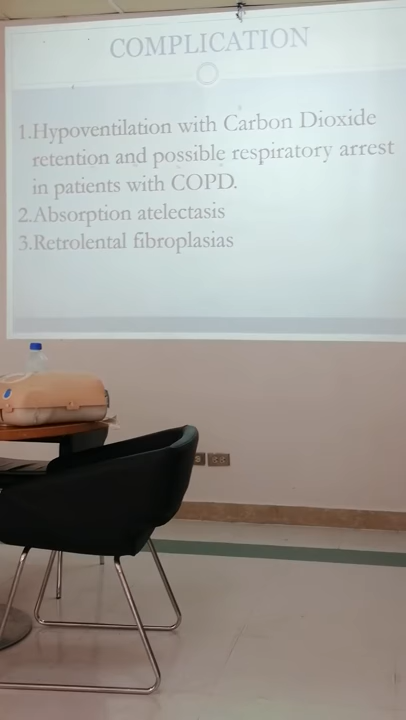 COMPLICATION
1.Hypoventilation with Carbon Dioxide
retention and possible respiratory arrest
in patients with COPD.
2.Absorption atelectasis
3.Retrolental fibroplasias